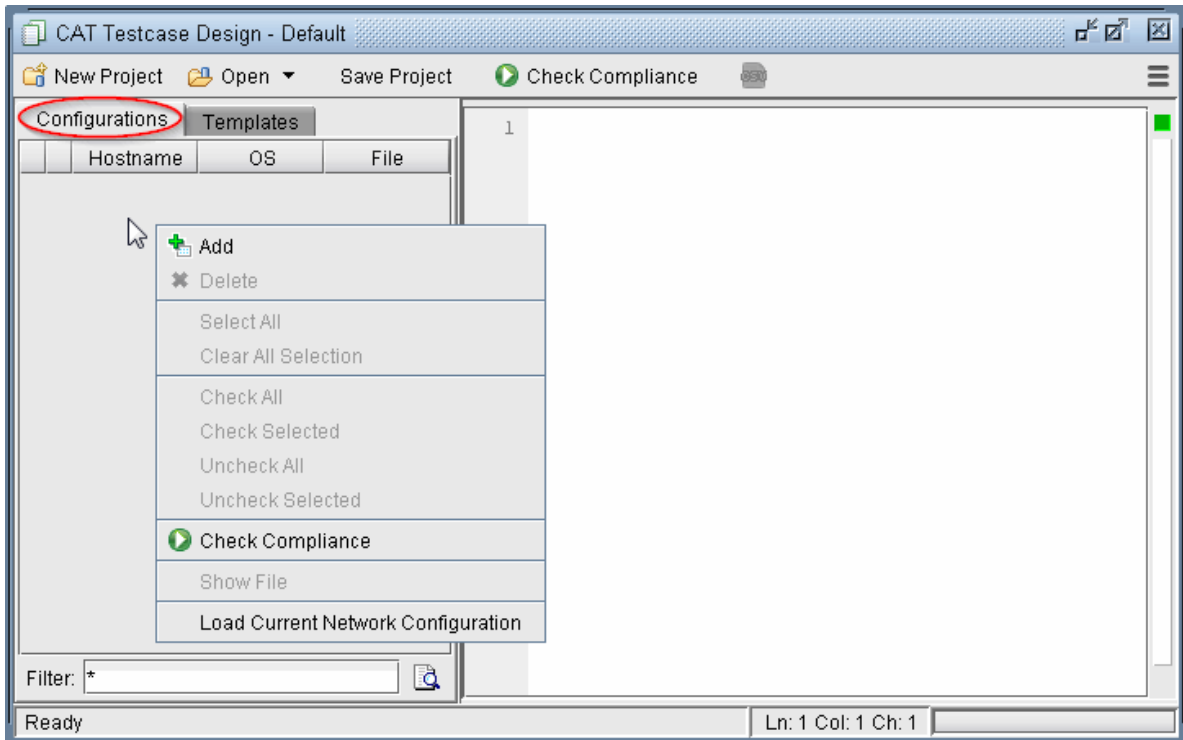 CAT Testcase Design - Default
New Project Open Save Project Check Compliance
Configurations Templates
Hostname OS File
1
Add
Delete
Select All
Clear All Selection
Check All
Check Selected
Uncheck All
Uncheck Selected
Check Compliance
Show File
Load Current Network Configuration
Filter: *
Ready Ln: 1 Col: 1 Ch: 1